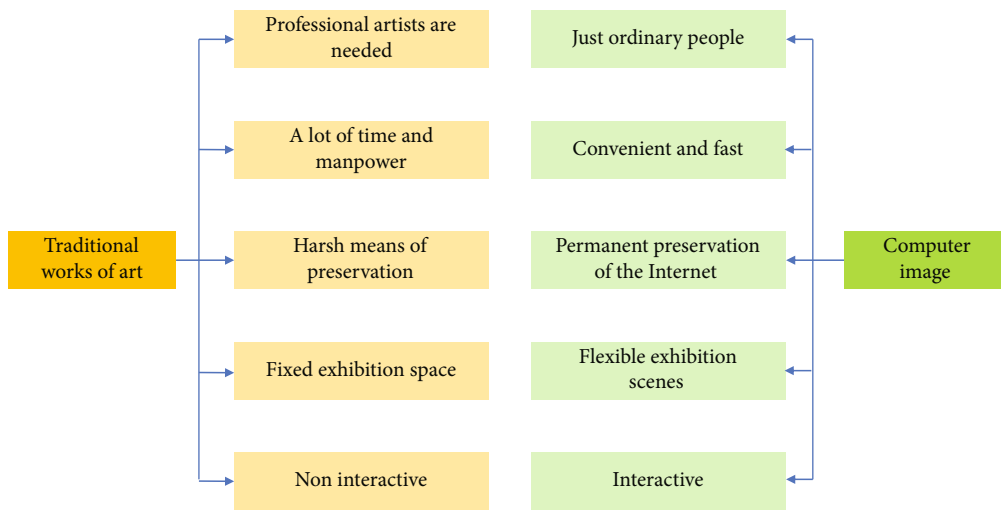 Professional artists are
needed
Just ordinary people
A lot of time and
manpower
Convenient and fast
Traditional
works of art
Harsh means of
preservation
Permanent preservation
of the Internet
Computer
image
Fixed exhibition space
Flexible exhibition
scenes
Non interactive
Interactive